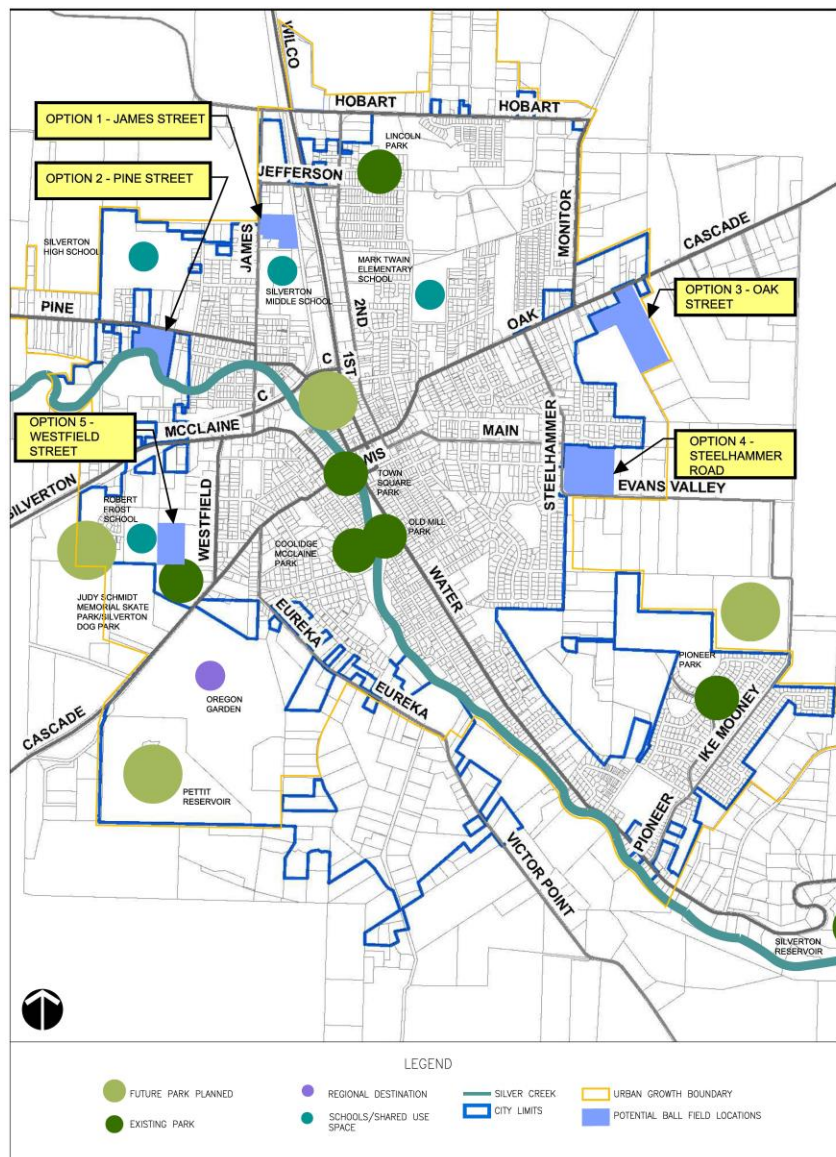 WILCO
HOBART
HOBART
OPTION 1 - JAMES STREET
LINCOLN
PARK
JEFFERSON
OPTION 2 - PINE STREET
MONITOR
CASCADE
SILVERTON
HIGH SCHOOL
JAMES
MARK TWAIN
ELEMENTARY
SCHOOL
SILVERTON
MIDDLE SCHOOL
OPTION 3 - OAK
STREET
PINE
2ND
OAK
1ST
C
C
OPTION 5 -
WESTFIELD
STREET
MCCLAINE
MAIN
STEELHAMMER
OPTION 4 -
STEELHAMMER
ROAD
TOWN
SQUARE
PARK
EVANS VALLEY
SILVERTON
ROBERT
FROST
SCHOOL
WESTFIELD
OLD MILL
PARK
COOLIDGE
MCCLAINE
PARK
WATER
JUDY SCHMIDT
MEMORIAL SKATE
PARK/SILVERTON
DOG PARK
EUREKA
EUREKA
PIONEER
PARK
OREGON
GARDEN
IKE MOONEY
CASCADE
PETTIT
RESERVOIR
PIONEER
VICTOR POINT
SILVERTON
RESERVOIR
LEGEND
FUTURE PARK PLANNED
REGIONAL DESTINATION
SILVER CREEK
URBAN GROWTH BOUNDARY
EXISTING PARK
SCHOOLS/SHARED USE
SPACE
CITY LIMITS
POTENTIAL BALL FIELD LOCATIONS